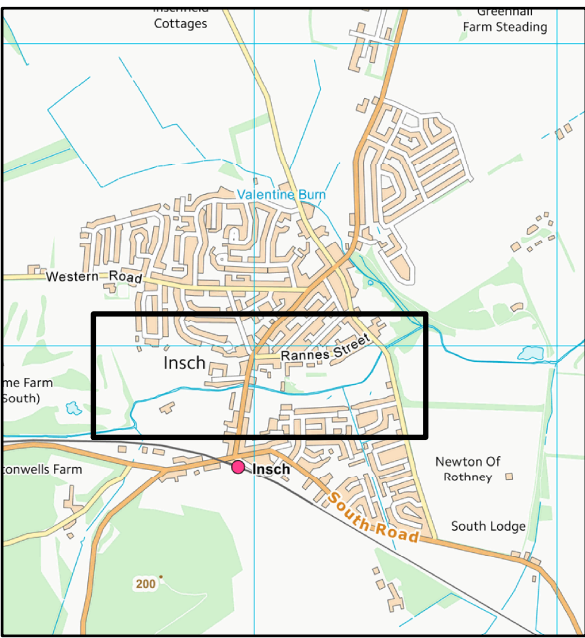 Cottages
Greenhall
Farm Steading
Valentine Burn
Western Road
Rannes Street
Insch
me Farm
South)
tonwells Farm
Insch
Newton Of
Rothney
South Road
South Lodge
200